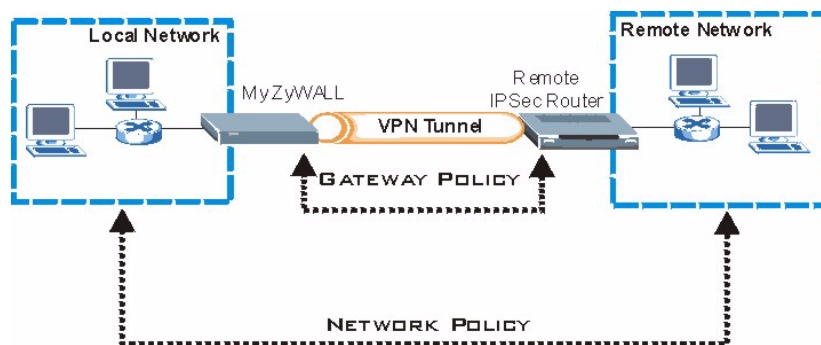 Local Network
Remote Network
MyZyWALL
Remote
IPSec Router
VPN Tunnel
GATEWAY POLICY
NETWORK POLICY